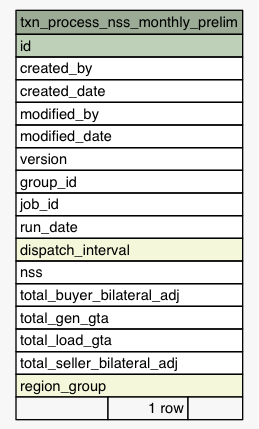 txn_process_nss_monthly_prelim
id
created_by
created_date
modified_by
modified_date
version
group_id
job_id
run_date
dispatch_interval
nss
total_buyer_bilateral_adj
total_gen_gta
total_load_gta
total_seller_bilateral_adj
region_group
1 row